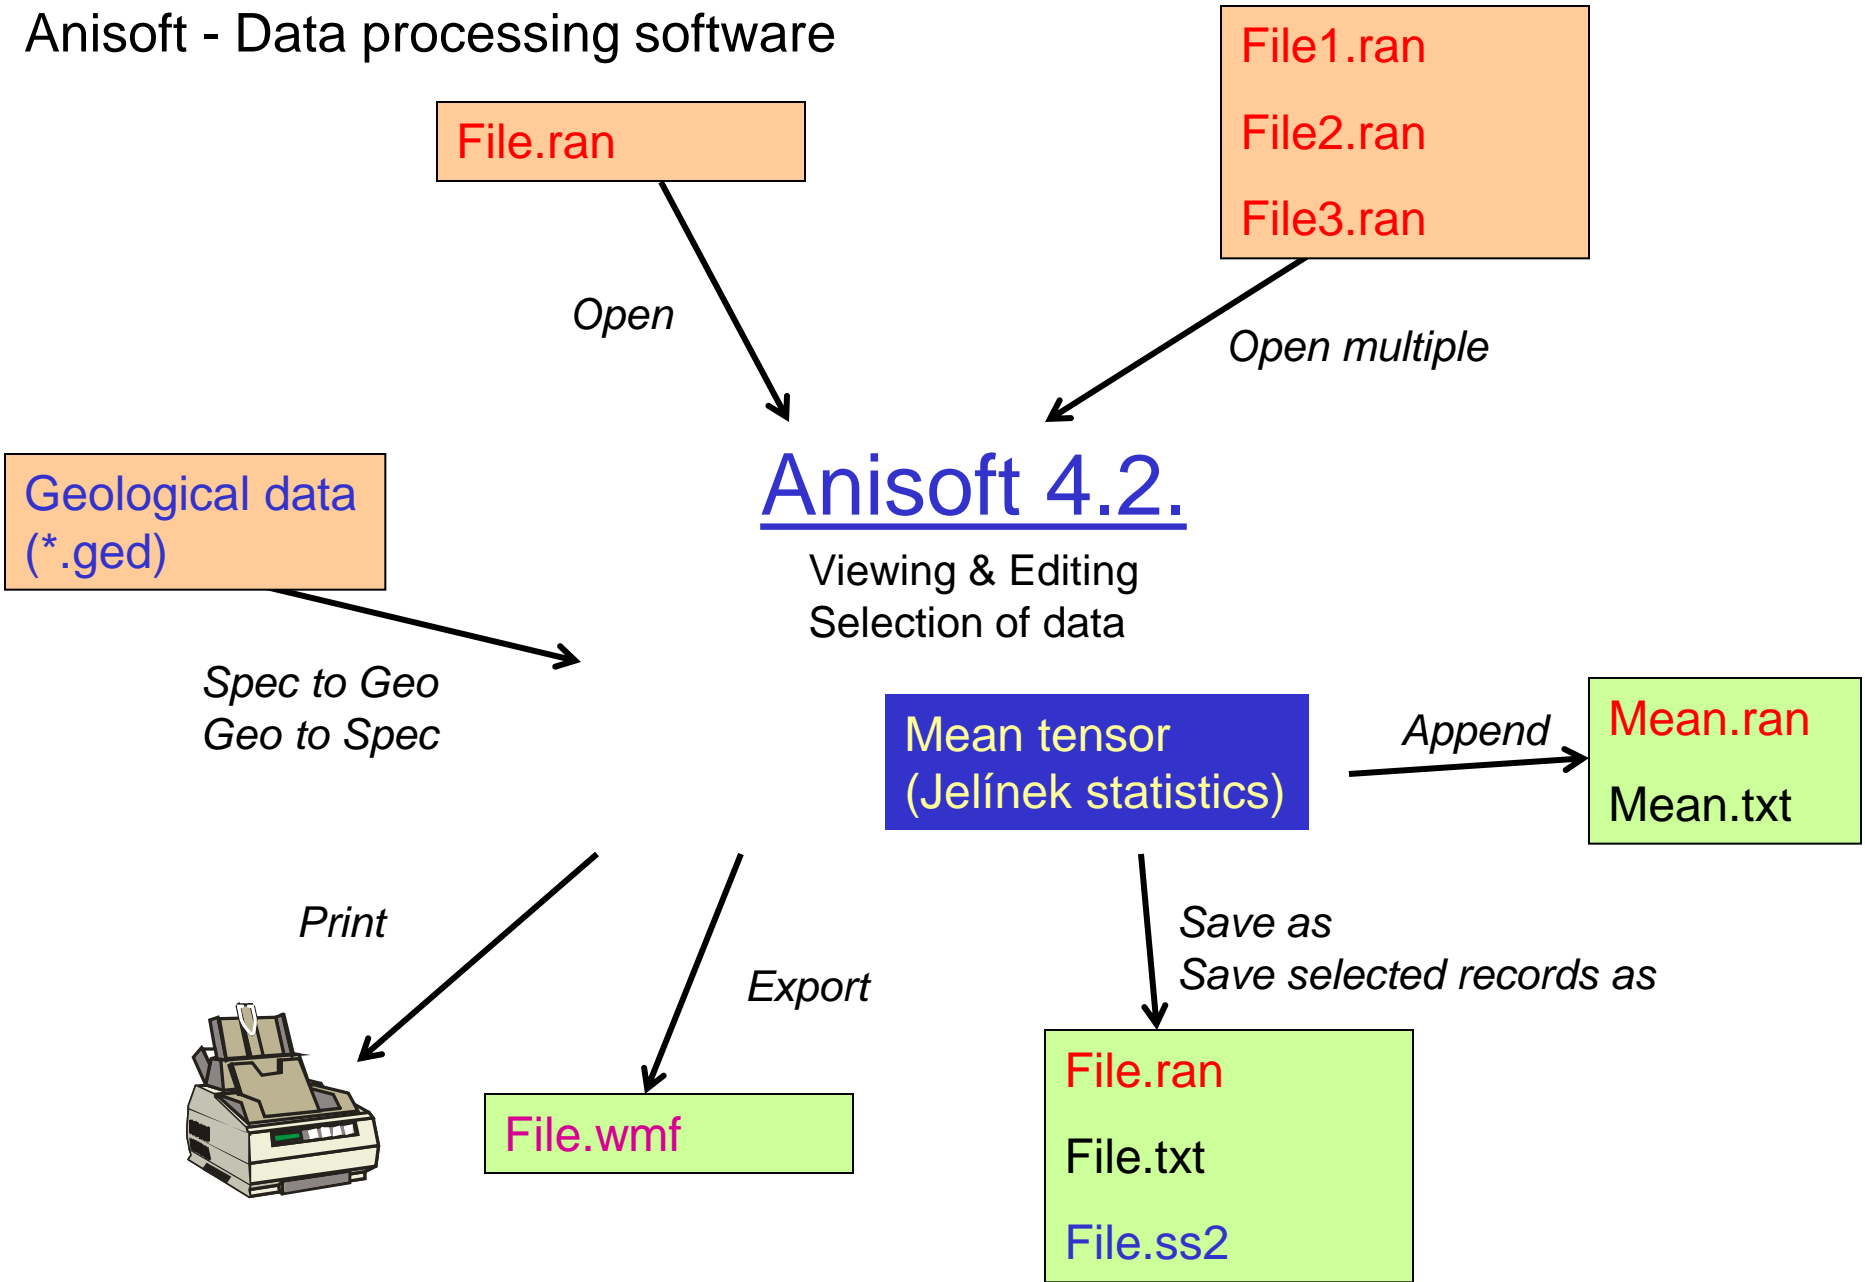 Anisoft - Data processing software
File.ran
File1.ran
File2.ran
File3.ran
Open
Open multiple
Geological data
(*.ged)
Anisoft 4.2.
Viewing & Editing
Selection of data
Spec to Geo
Geo to Spec
Mean tensor
(Jelínek statistics)
Append
Mean.ran
Mean.txt
Print
Export
Save as
Save selected records as
File.wmf
File.ran
File.txt
File.ss2